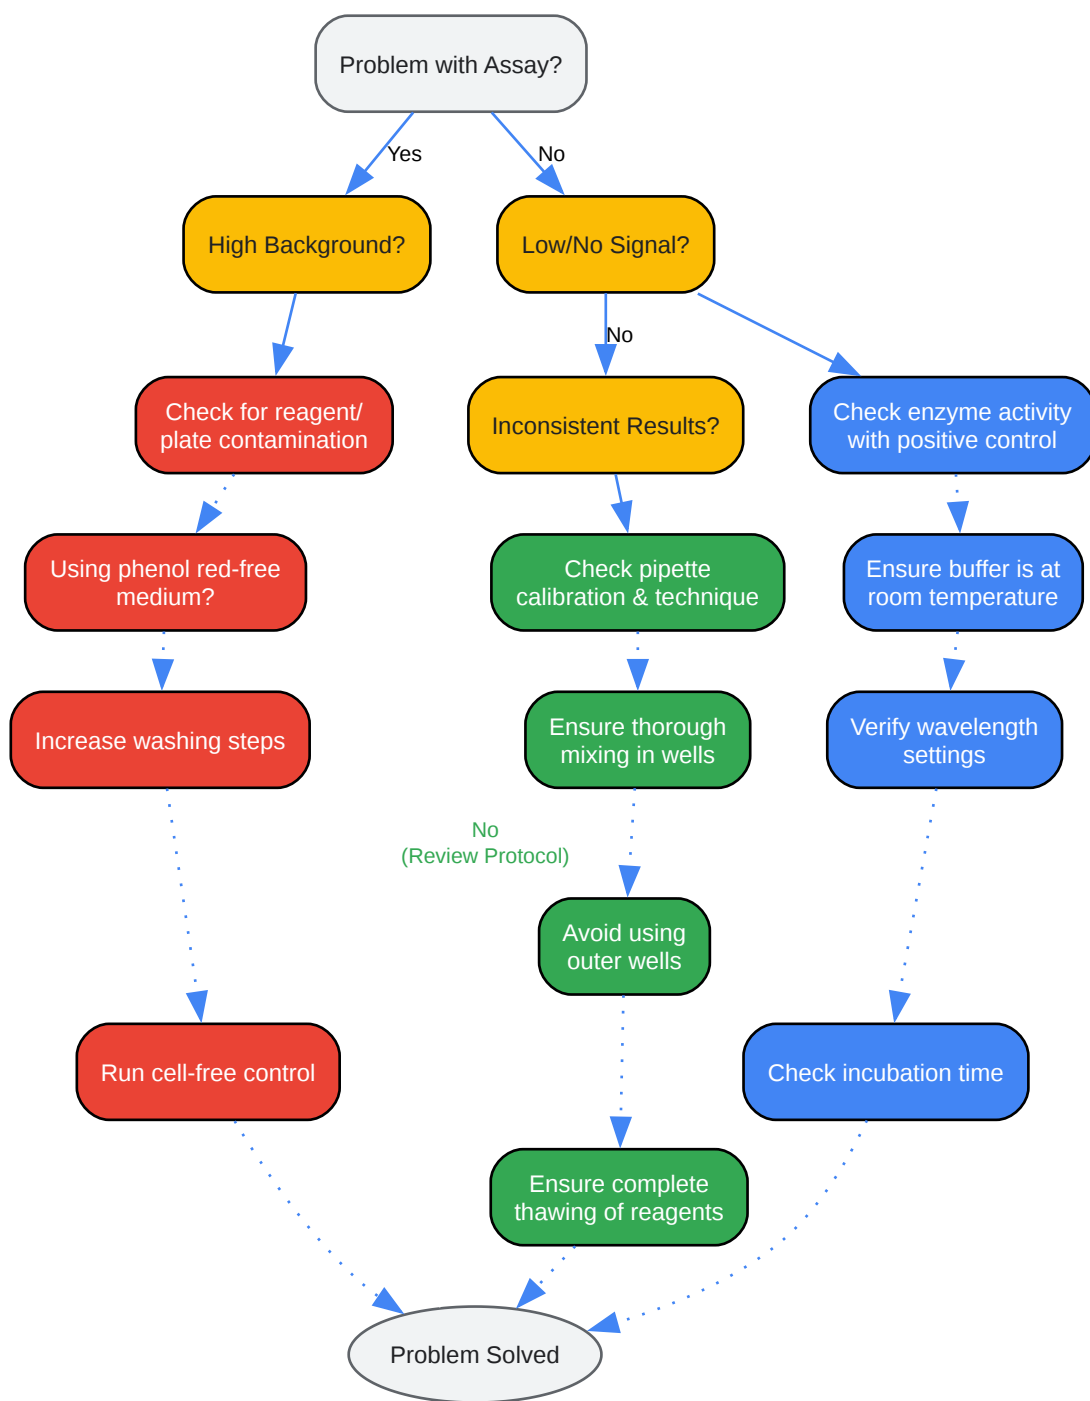 Problem with Assay?
Yes
No
High Background?
Low/No Signal?
No
Check for reagent/
plate contamination
Inconsistent Results?
Check enzyme activity
with positive control
Using phenol red-free
medium?
Check pipette
calibration & technique
Ensure buffer is at
room temperature
Increase washing steps
Ensure thorough
mixing in wells
Verify wavelength
settings
No
(Review Protocol)
Avoid using
outer wells
Run cell-free control
Check incubation time
Ensure complete
thawing of reagents
Problem Solved